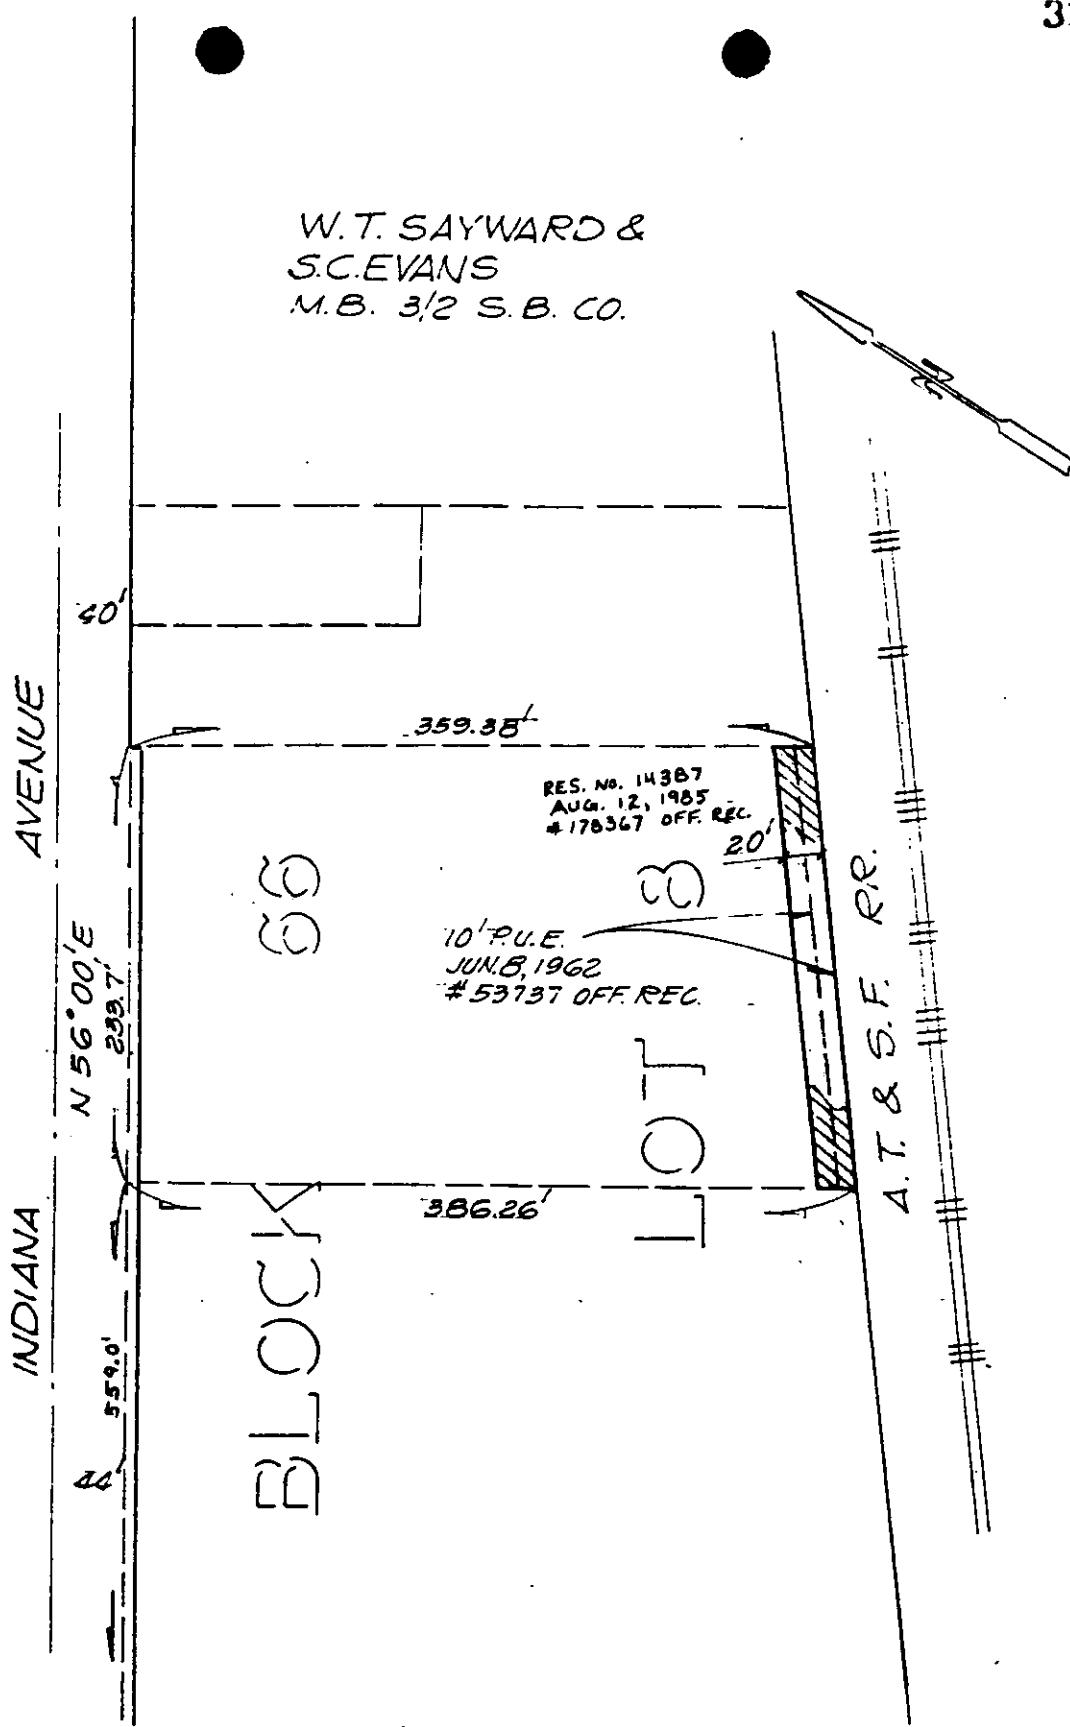 W.T. SAYWARD &
S.C. EVANS
M.B. 3/2 S.B. CO.
N
40'
INDIANA AVENUE
359.38'
RES. NO. 14387
AUG. 12, 1985
#178367 OFF. REC.
20'
N 56° 00' E
233.7'
10' P.U.E.
JUN. 8, 1962
#53737 OFF. REC.
BLOCK 66
LOT 3
A.T. & S.F. RR.
386.26'
559.0'
44'